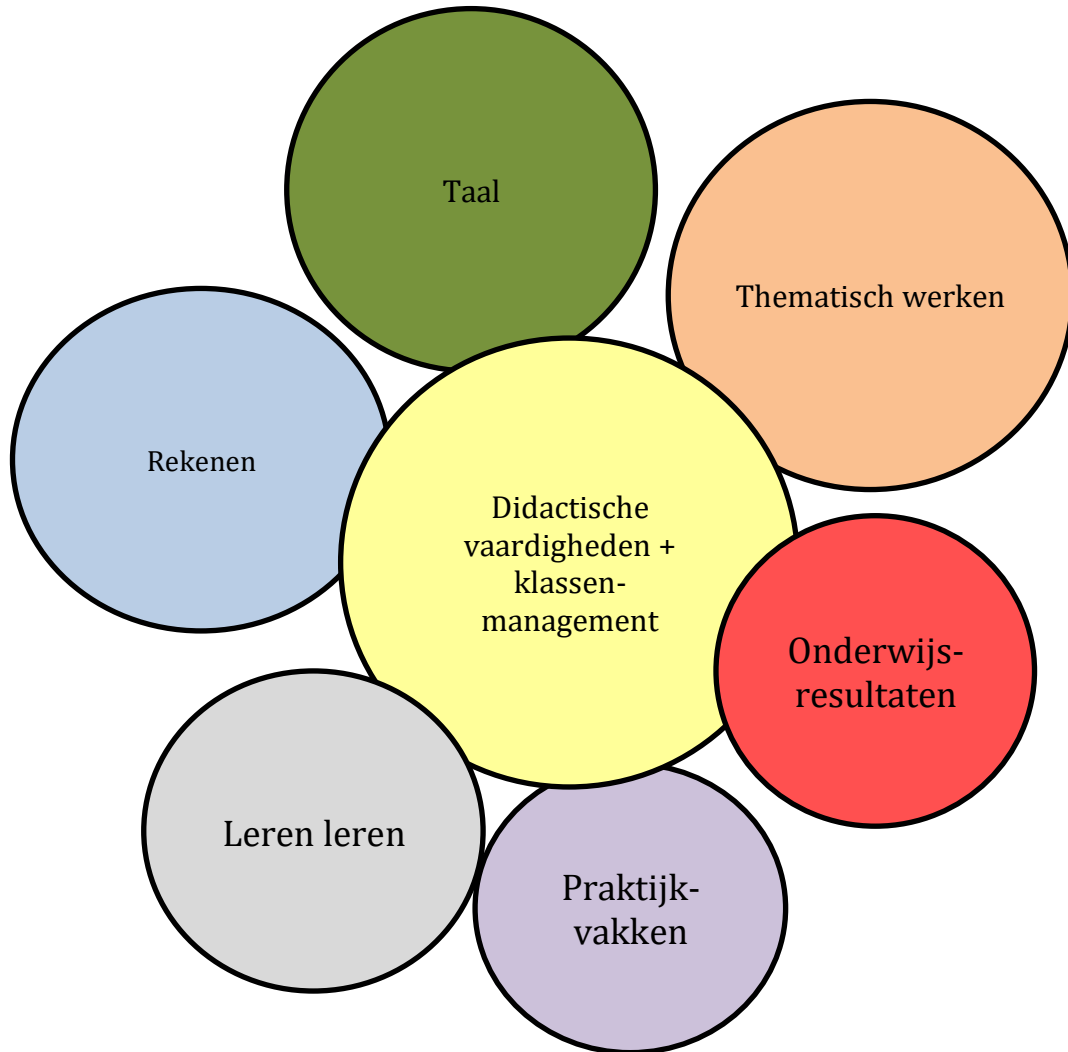 Taal
Thematisch werken
Rekenen
Didactische
vaardigheden +
klassen-
management
Onderwijs-
resultaten
Leren leren
Praktijk-
vakken